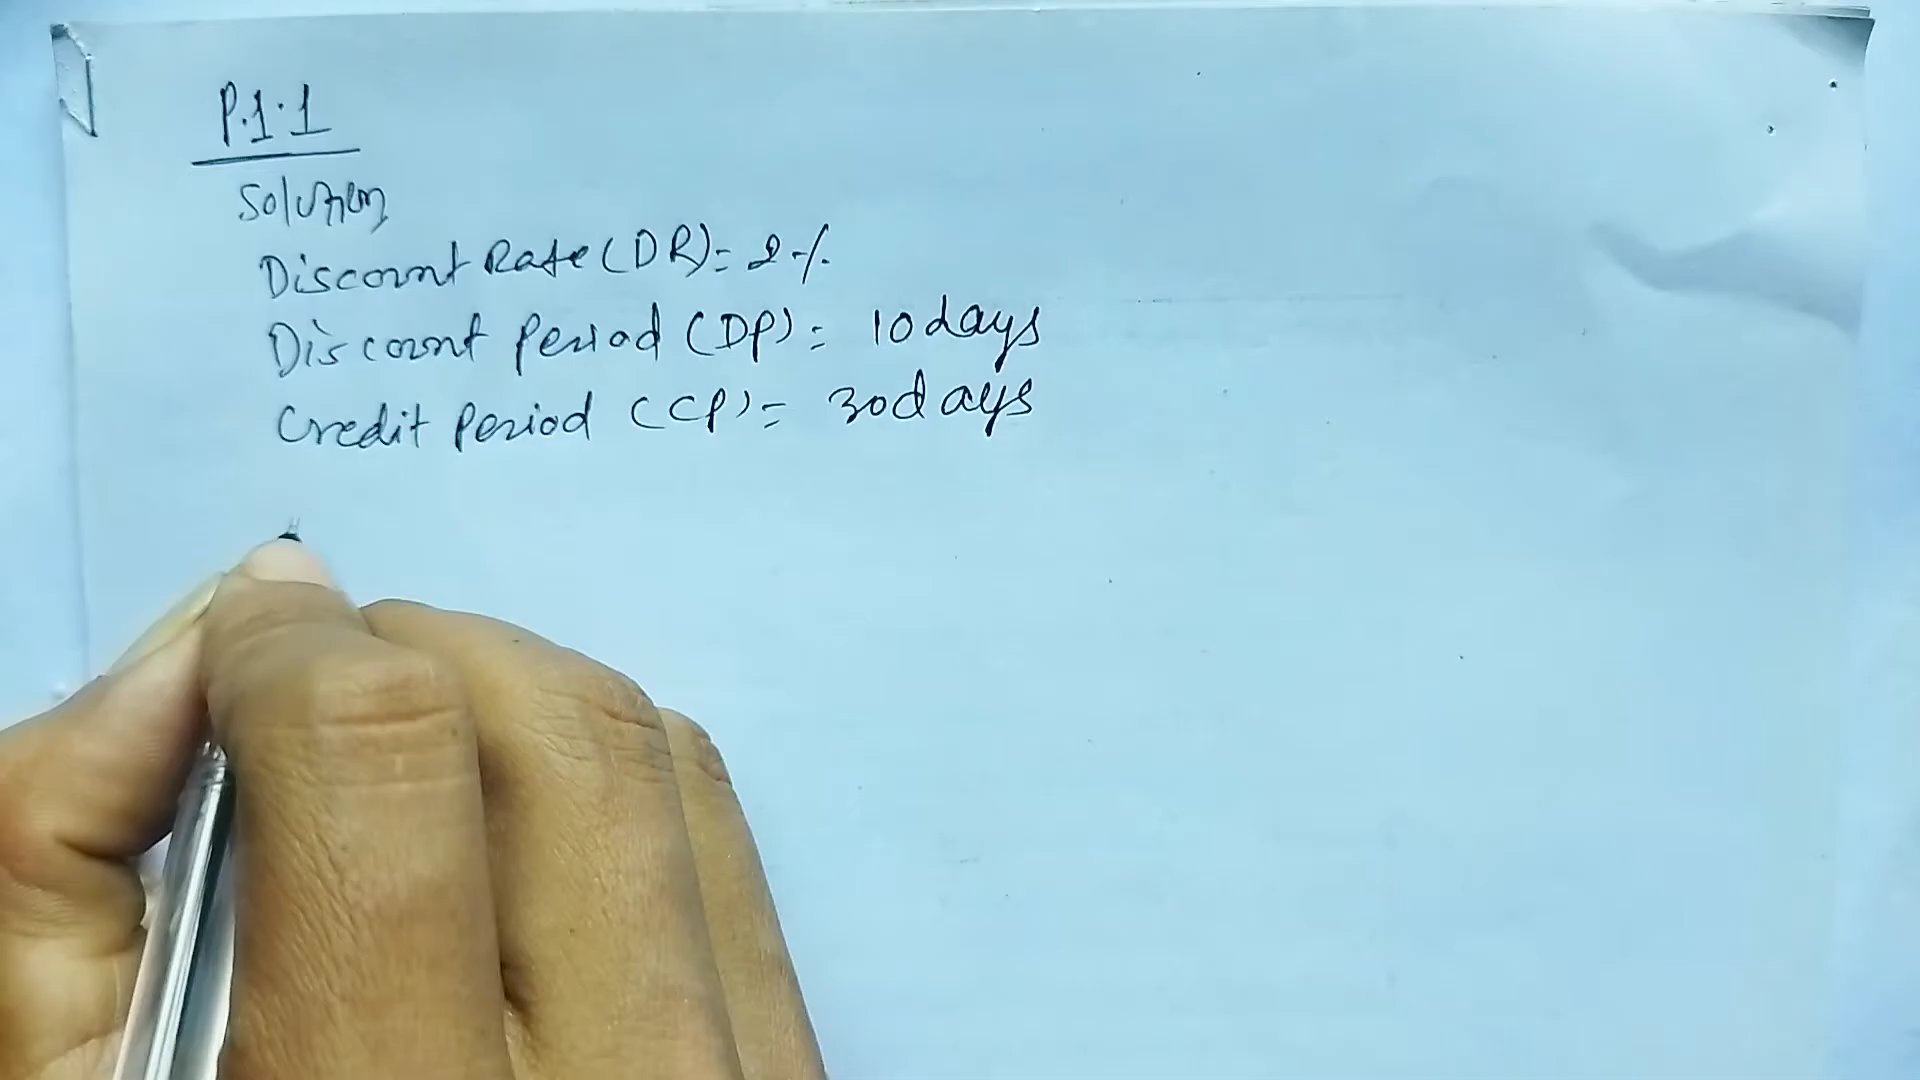 P.1.1
Solution
Discount Rate (DR) = 2%
Discount Period (DP) = 10 days
Credit Period (CP) = 30 days